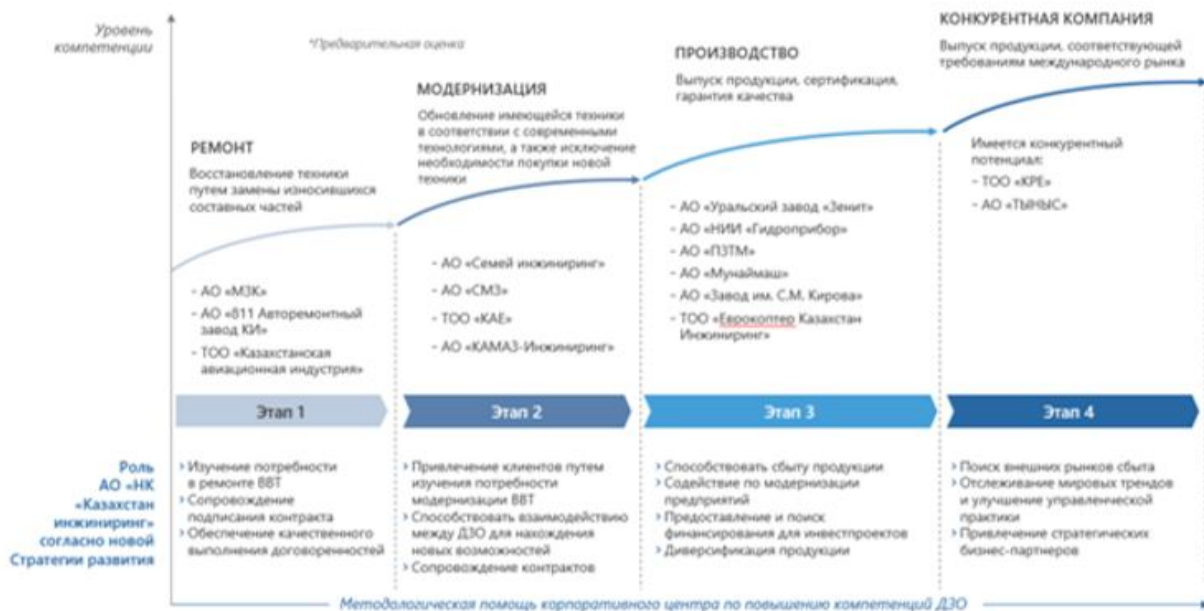 Уровень
компетенции
*Предварительная оценка
РЕМОНТ
Восстановление техники
путем замены износившихся
составных частей
МОДЕРНИЗАЦИЯ
Обновление имеющейся техники
в соответствии с современными
технологиями, а также исключение
необходимости покупки новой
техники
ПРОИЗВОДСТВО
Выпуск продукции, сертификация,
гарантия качества
КОНКУРЕНТНАЯ КОМПАНИЯ
Выпуск продукции, соответствующей
требованиям международного рынка
– АО «МЗК»
– АО «811 Авторемонтный
завод КИ»
– ТОО «Казахстанская
авиационная индустрия»
– АО «Семей инжиниринг»
– АО «СМЗ»
– ТОО «КАЕ»
– АО «КАМАЗ-Инжиниринг»
– АО «Уральский завод «Зенит»
– АО «НИИ «Гидроприбор»
– АО «ПЗТМ»
– АО «Мунаймаш»
– АО «Завод им. С.М. Кирова»
– ТОО «Еврокоптер Казахстан
Инжиниринг»
Имеется конкурентный
потенциал:
– ТОО «КРЕ»
– АО «ТЫНЫС»
Этап 1
Этап 2
Этап 3
Этап 4
Роль
АО «НК
«Казахстан
инжиниринг»
согласно новой
Стратегии развития
› Изучение потребности
в ремонте ВВТ
› Сопровождение
подписания контракта
› Обеспечение качественного
выполнения договоренностей
› Привлечение клиентов путем
изучения потребности
модернизации ВВТ
› Способствовать взаимодействию
между ДЗО для нахождения
новых возможностей
› Сопровождение контрактов
› Способствовать сбыту продукции
› Содействие по модернизации
предприятий
› Предоставление и поиск
финансирования для инвестпроектов
› Диверсификация продукции
› Поиск внешних рынков сбыта
› Отслеживание мировых трендов
и улучшение управленческой
практики
› Привлечение стратегических
бизнес-партнеров
Методологическая помощь корпоративного центра по повышению компетенций ДЗО